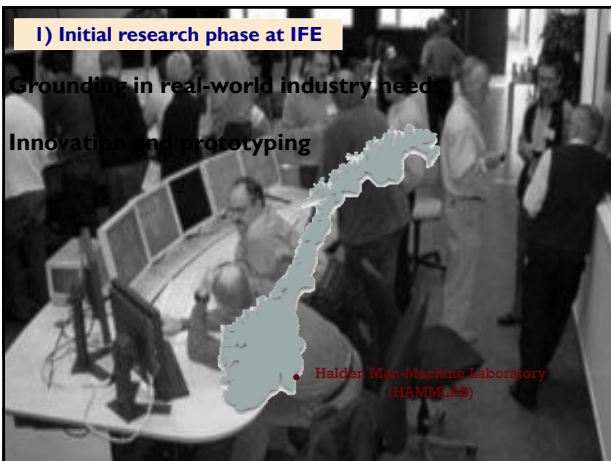 1) Initial research phase at IFE
Grounding in real-world industry needs
Innovation and prototyping
Halden Man-Machine Laboratory
(HAMMLAB)